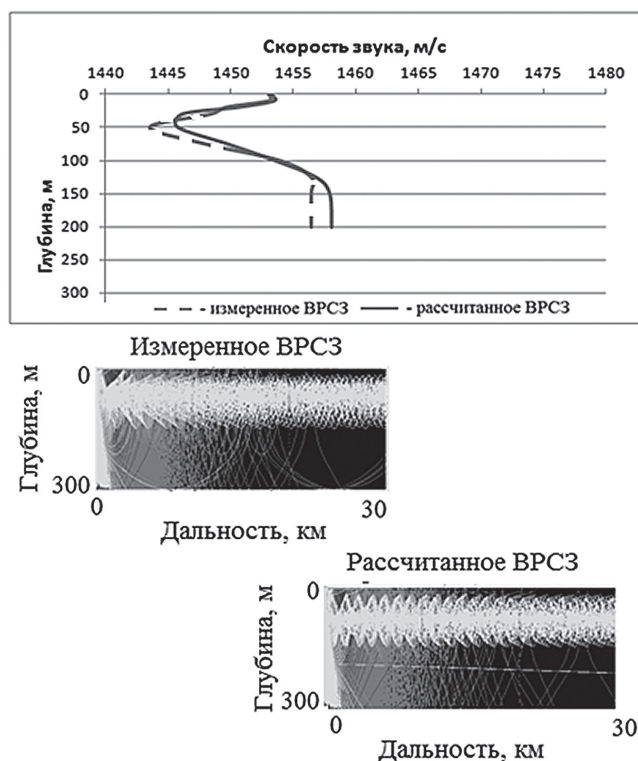 Скорость звука, м/с
1440 1445 1450 1455 1460 1465 1470 1475 1480
Глубина, м
0
50
100
150
200
250
300
измеренное ВРСЗ рассчитанное ВРСЗ
Измеренное ВРСЗ
Глубина, м
0
300
0 30
Дальность, км
Рассчитанное ВРСЗ
Глубина, м
0
300
0 30
Дальность, км